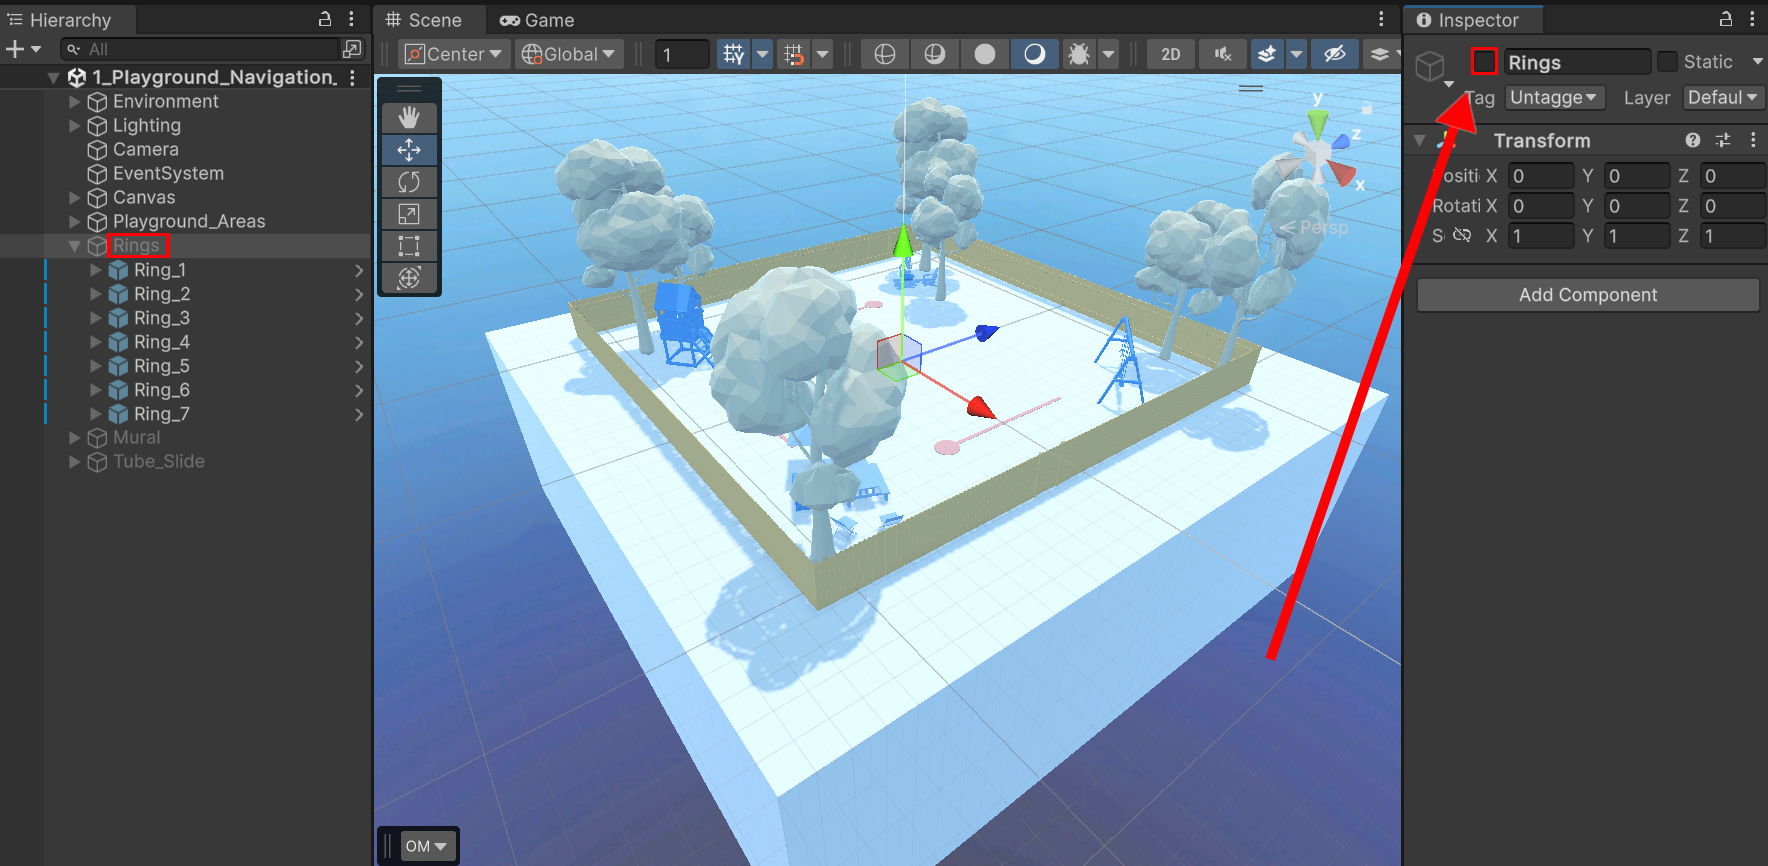 Hierarchy
All
1_Playground_Navigation_
Environment
Lighting
Camera
EventSystem
Canvas
Playground_Areas
Rings
Ring_1
Ring_2
Ring_3
Ring_4
Ring_5
Ring_6
Ring_7
Mural
Tube_Slide
Scene
Game
Center
Global
1
2D
y
z
x
Persp
OM
Inspector
Rings
Static
Tag
Untagge
Layer
Defaul
Transform
ositi X 0 Y 0 Z 0
Rotati X 0 Y 0 Z 0
S X 1 Y 1 Z 1
Add Component